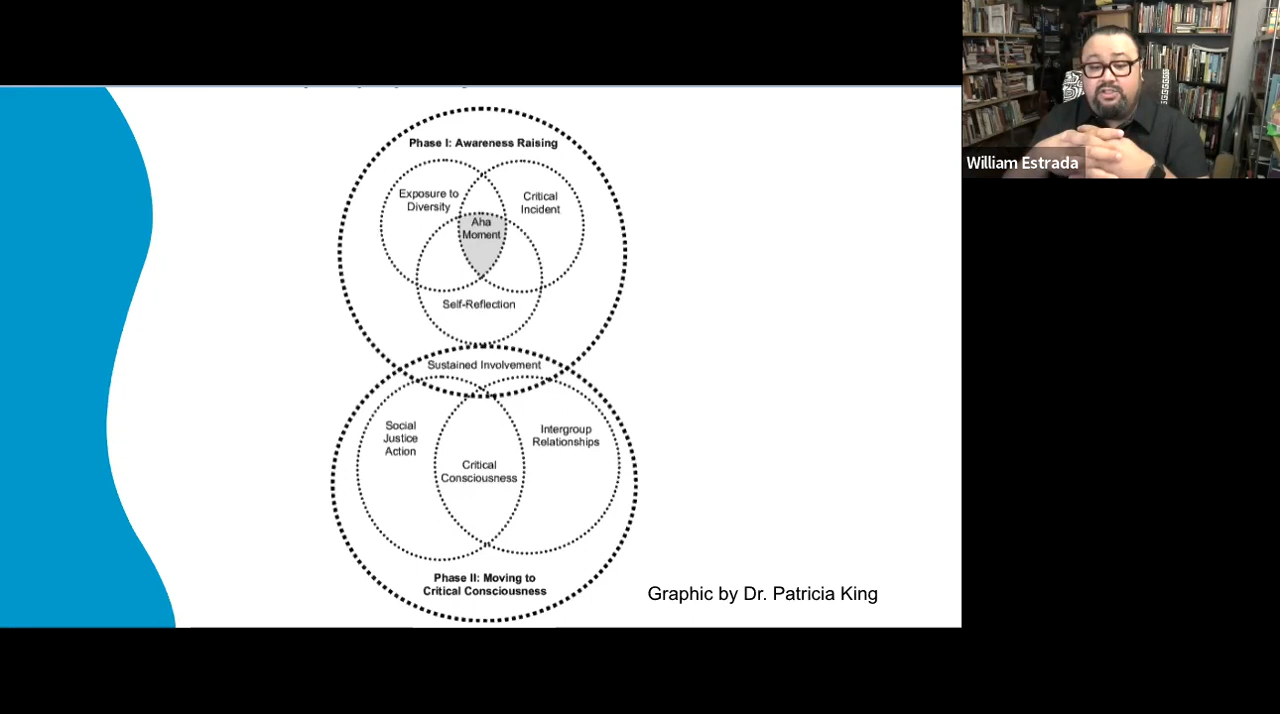 Phase I: Awareness Raising
Exposure to
Diversity
Critical
Incident
Aha
Moment
Self-Reflection
Sustained Involvement
Social
Justice
Action
Intergroup
Relationships
Critical
Consciousness
Phase II: Moving to
Critical Consciousness
Graphic by Dr. Patricia King
William Estrada